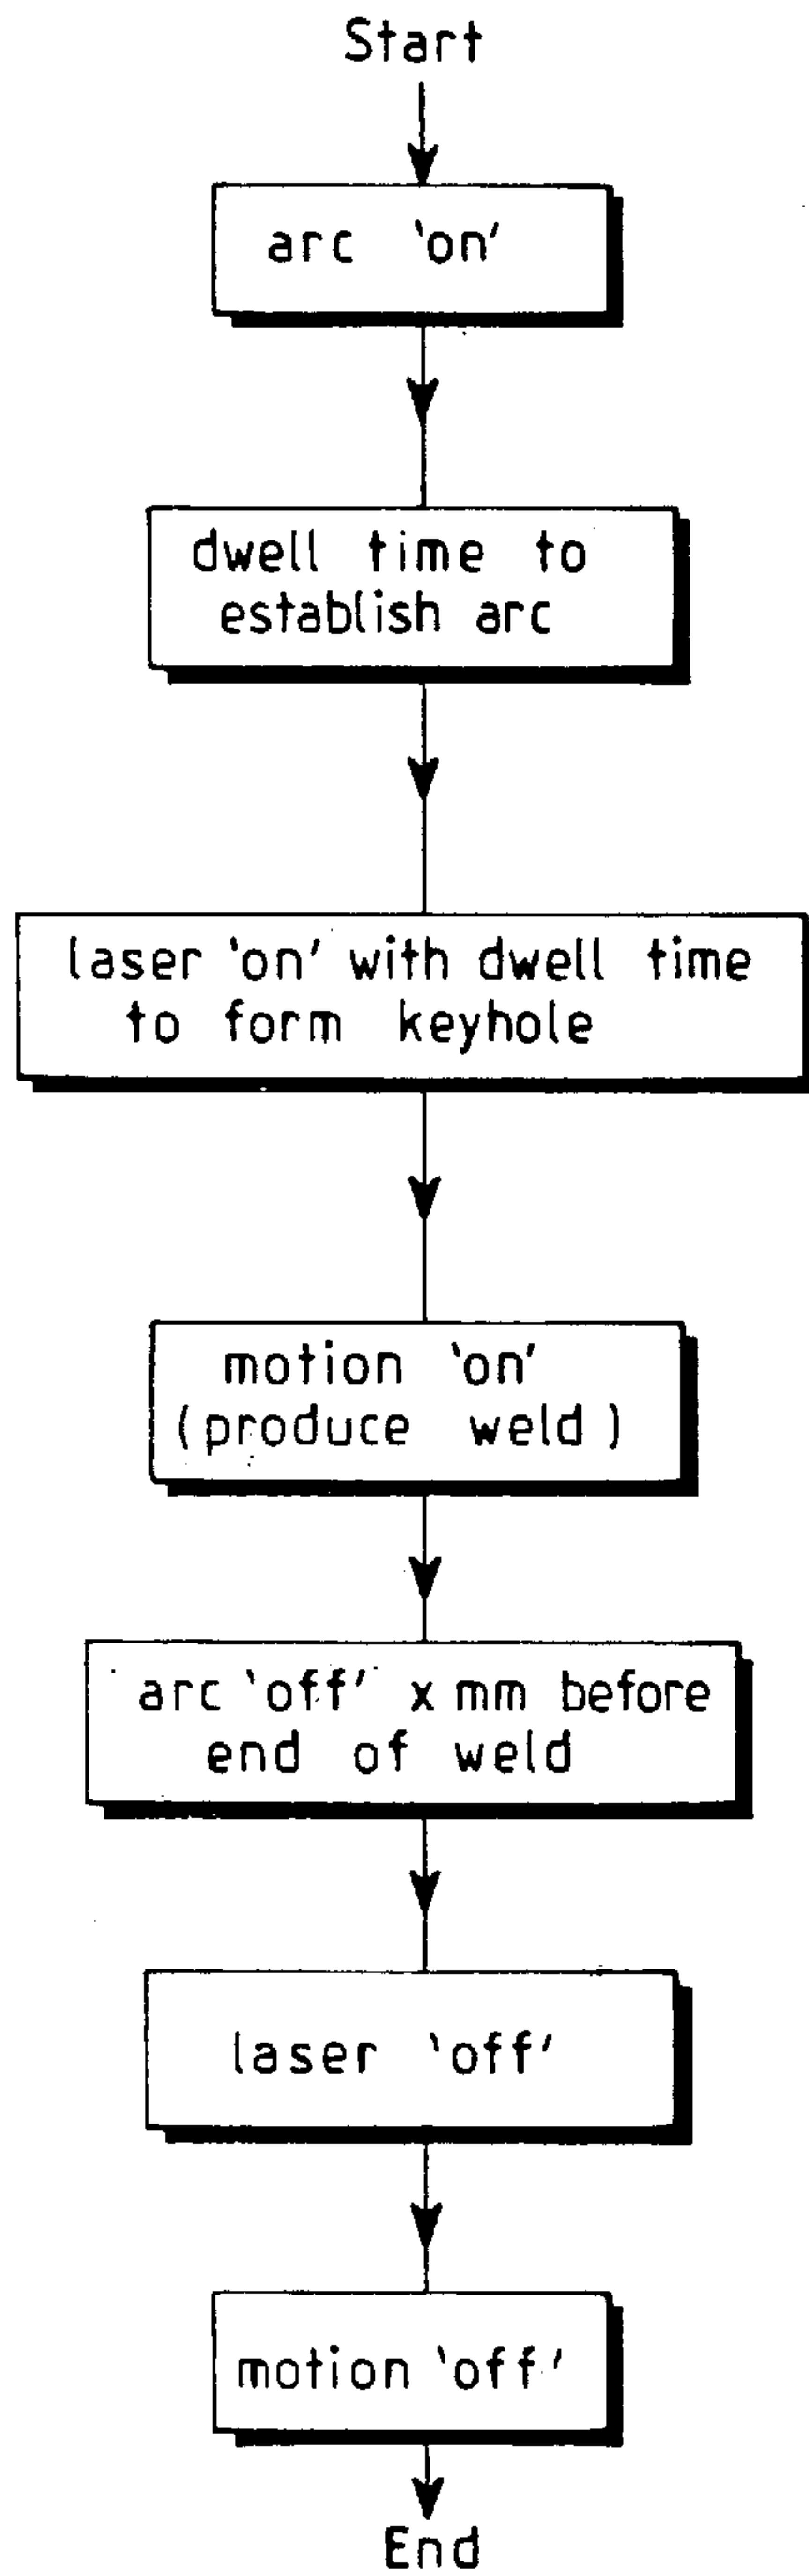 Start
arc 'on'
dwell time to
establish arc
laser 'on' with dwell time
to form keyhole
motion 'on'
(produce weld)
arc 'off' x mm before
end of weld
laser 'off'
motion 'off'
End